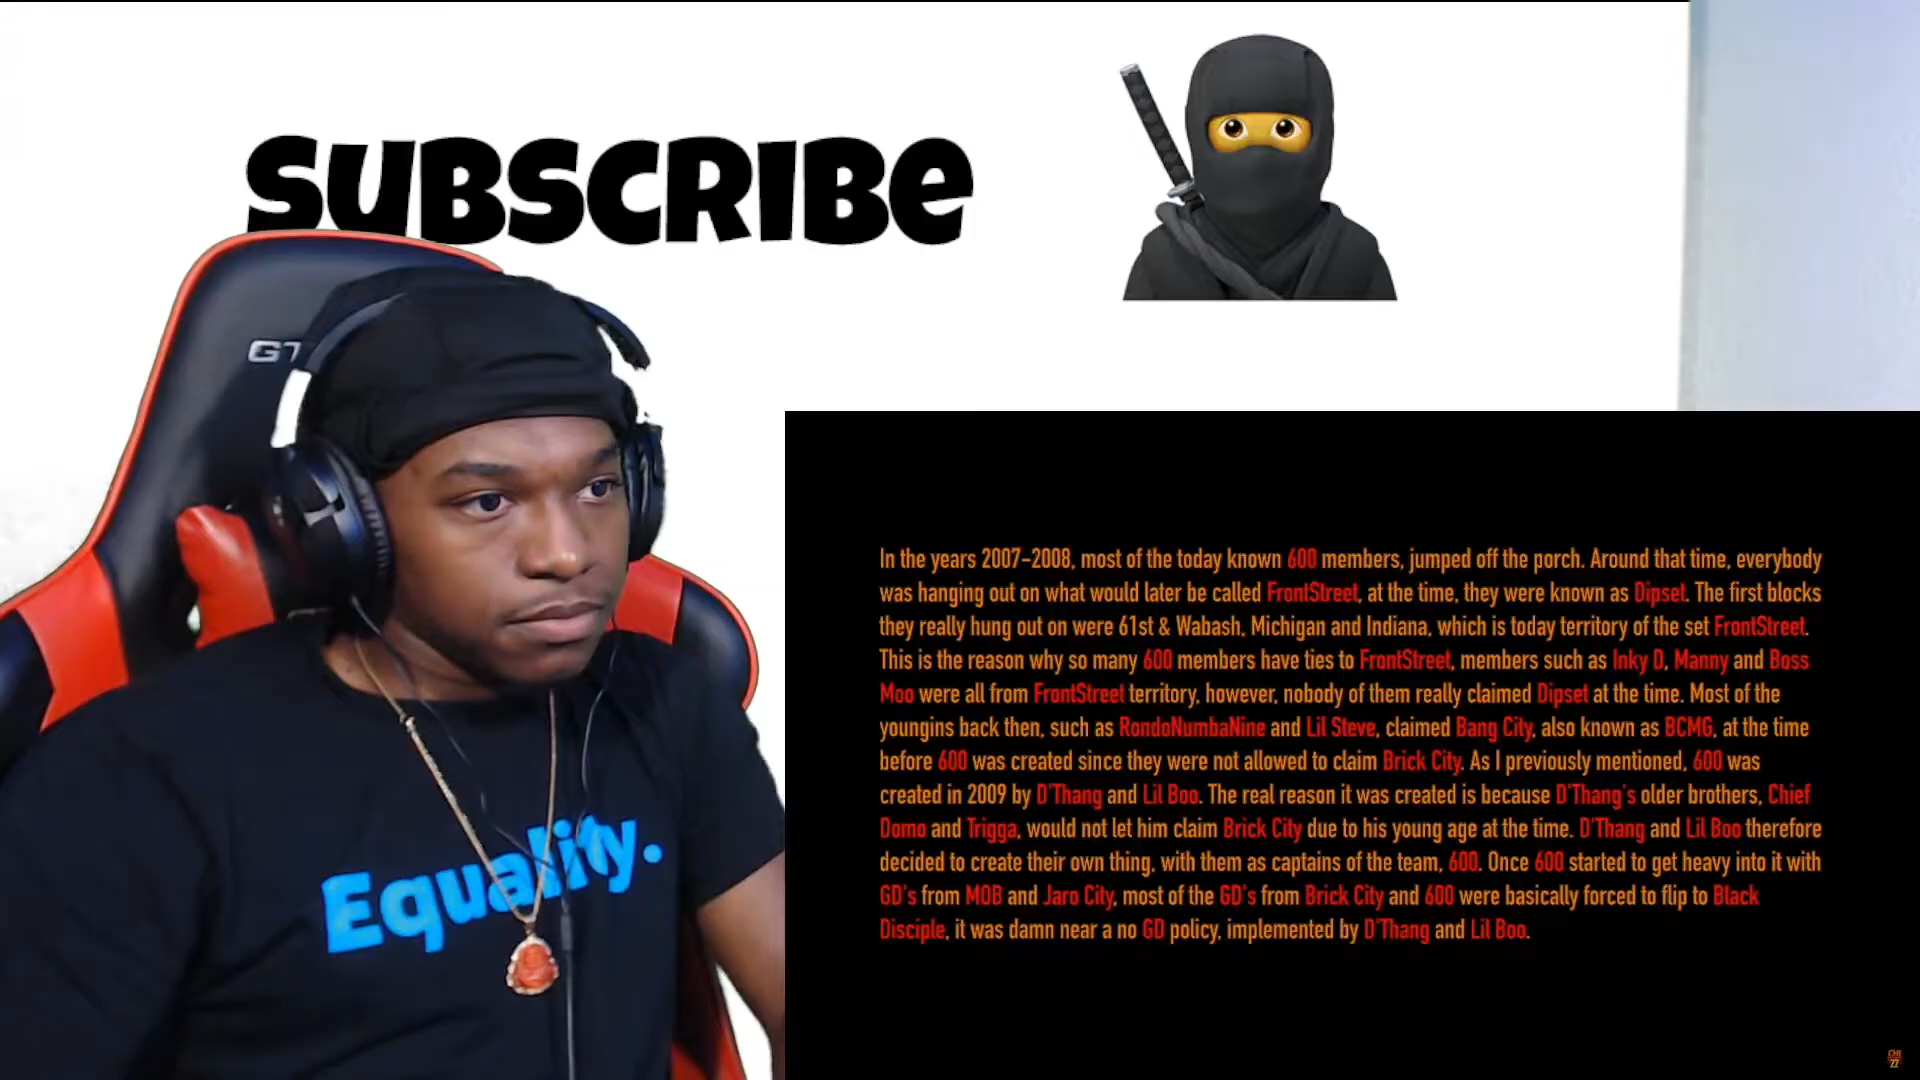 SUBSCRIBE
GT
Equality.
In the years 2007-2008, most of the today known 600 members, jumped off the porch. Around that time, everybody
was hanging out on what would later be called FrontStreet, at the time, they were known as Dipset. The first blocks
they really hung out on were 61st & Wabash, Michigan and Indiana, which is today territory of the set FrontStreet.
This is the reason why so many 600 members have ties to FrontStreet, members such as Inky D, Manny and Boss
Moo were all from FrontStreet territory, however, nobody of them really claimed Dipset at the time. Most of the
youngins back then, such as RondoNumbaNine and Lil Steve, claimed Bang City, also known as BCMG, at the time
before 600 was created since they were not allowed to claim Brick City. As I previously mentioned, 600 was
created in 2009 by D'Thang and Lil Boo. The real reason it was created is because D'Thang's older brothers, Chief
Domo and Trigga, would not let him claim Brick City due to his young age at the time. D'Thang and Lil Boo therefore
decided to create their own thing, with them as captains of the team, 600. Once 600 started to get heavy into it with
GD's from MOB and Jaro City, most of the GD's from Brick City and 600 were basically forced to flip to Black
Disciple, it was damn near a no GD policy, implemented by D'Thang and Lil Boo.